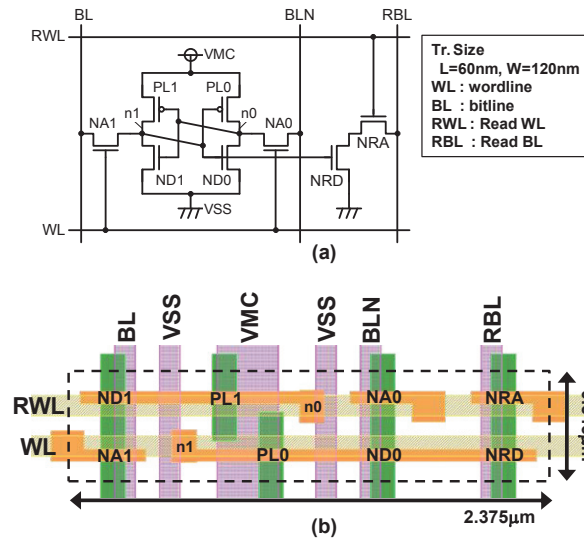 BL
BLN
RBL
RWL
VMC
PL1
PL0
n1
n0
NA1
NA0
NRA
ND1
ND0
NRD
VSS
WL
(a)
Tr. Size
L=60nm, W=120nm
WL : wordline
BL : bitline
RWL : Read WL
RBL : Read BL
BL
VSS
VMC
VSS
BLN
RBL
RWL
ND1
PL1
n0
NA0
NRA
WL
NA1
n1
PL0
ND0
NRD
2.375μm
(b)